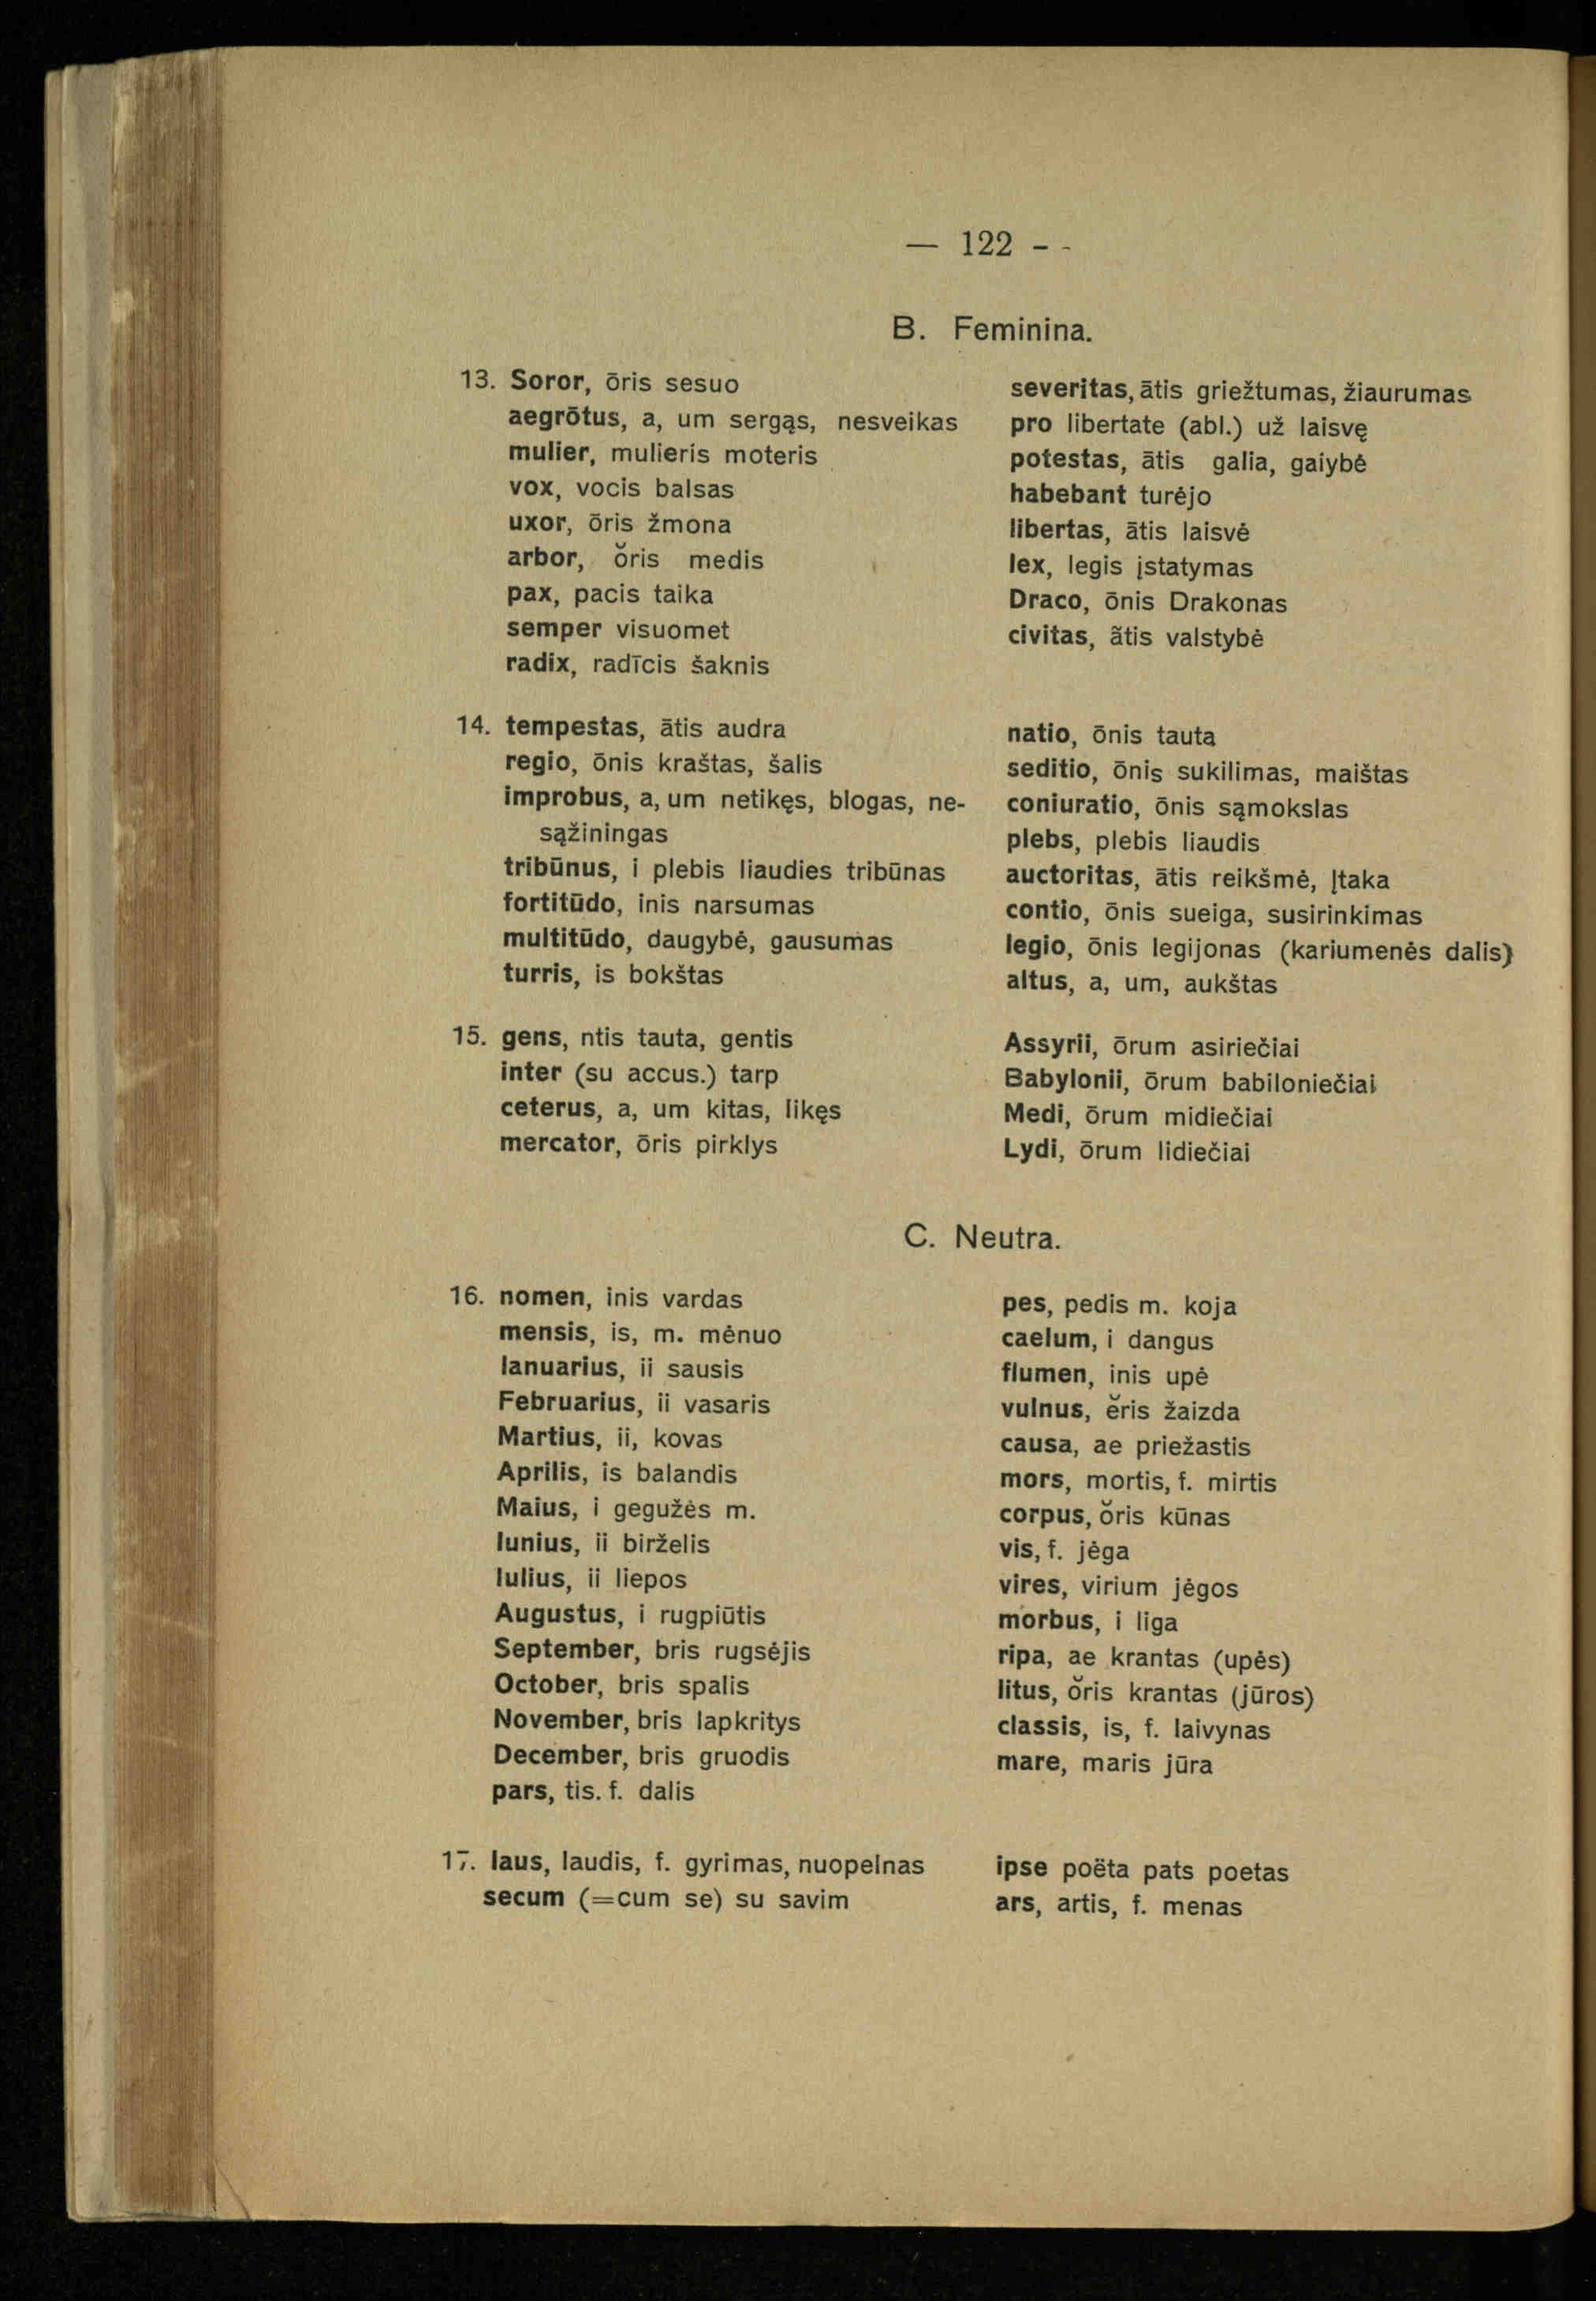 — 122 - -
B. Feminina.
13. Soror, ōris sesuo
aegrōtus, a, um sergąs, nesveikas
mulier, mulieris moteris
vox, vocis balsas
uxor, ōris žmona
arbor, ŏris medis
pax, pacis taika
semper visuomet
radix, radīcis šaknis
severitas, ātis griežtumas, žiaurumas
pro libertate (abl.) už laisvę
potestas, ātis galia, gaiybė
habebant turėjo
libertas, ātis laisvė
lex, legis įstatymas
Draco, ōnis Drakonas
civitas, ātis valstybė
14. tempestas, ātis audra
regio, ōnis kraštas, šalis
improbus, a, um netikęs, blogas, ne-
sąžiningas
tribūnus, i plebis liaudies tribūnas
fortitūdo, inis narsumas
multitūdo, daugybė, gausumas
turris, is bokštas
natio, ōnis tauta
seditio, ōnis sukilimas, maištas
coniuratio, ōnis sąmokslas
plebs, plebis liaudis
auctoritas, ātis reikšmė, Įtaka
contio, ōnis sueiga, susirinkimas
legio, ōnis legijonas (kariumenės dalis)
altus, a, um, aukštas
15. gens, ntis tauta, gentis
inter (su accus.) tarp
ceterus, a, um kitas, likęs
mercator, ōris pirklys
Assyrii, ōrum asiriečiai
Babylonii, ōrum babiloniečiai
Medi, ōrum midiečiai
Lydi, ōrum lidiečiai
C. Neutra.
16. nomen, inis vardas
mensis, is, m. mėnuo
Ianuarius, ii sausis
Februarius, ii vasaris
Martius, ii, kovas
Aprilis, is balandis
Maius, i gegužės m.
Iunius, ii birželis
Iulius, ii liepos
Augustus, i rugpiūtis
September, bris rugsėjis
October, bris spalis
November, bris lapkritys
December, bris gruodis
pars, tis. f. dalis
pes, pedis m. koja
caelum, i dangus
flumen, inis upė
vulnus, ĕris žaizda
causa, ae priežastis
mors, mortis, f. mirtis
corpus, ŏris kūnas
vis, f. jėga
vires, virium jėgos
morbus, i liga
ripa, ae krantas (upės)
litus, ŏris krantas (jūros)
classis, is, f. laivynas
mare, maris jūra
17. laus, laudis, f. gyrimas, nuopelnas
secum (=cum se) su savim
ipse poëta pats poetas
ars, artis, f. menas